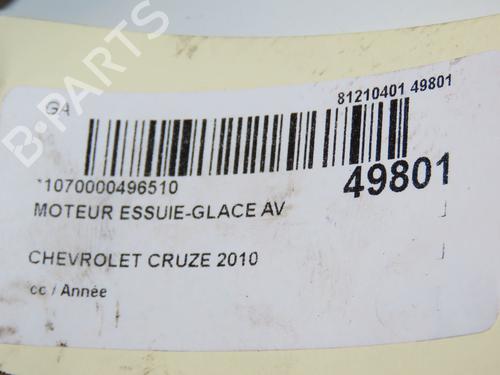 GA
81210401 49801
11070000496510
49801
MOTEUR ESSUIE-GLACE AV
CHEVROLET CRUZE 2010
cc / Année
B-PARTS